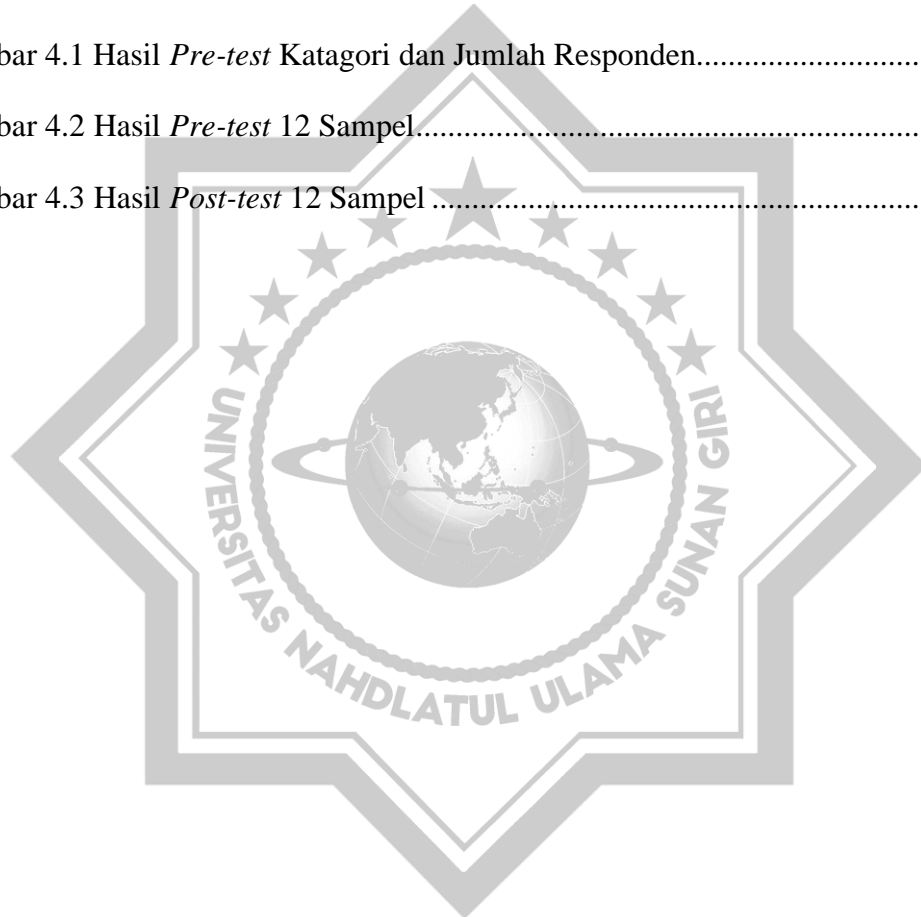 bar 4.1 Hasil Pre-test Katagori dan Jumlah Responden............................
bar 4.2 Hasil Pre-test 12 Sampel...............................................................
bar 4.3 Hasil Post-test 12 Sampel .............................................................
UNIVERSITAS NAHDLATUL ULAMA SUNAN GIRI